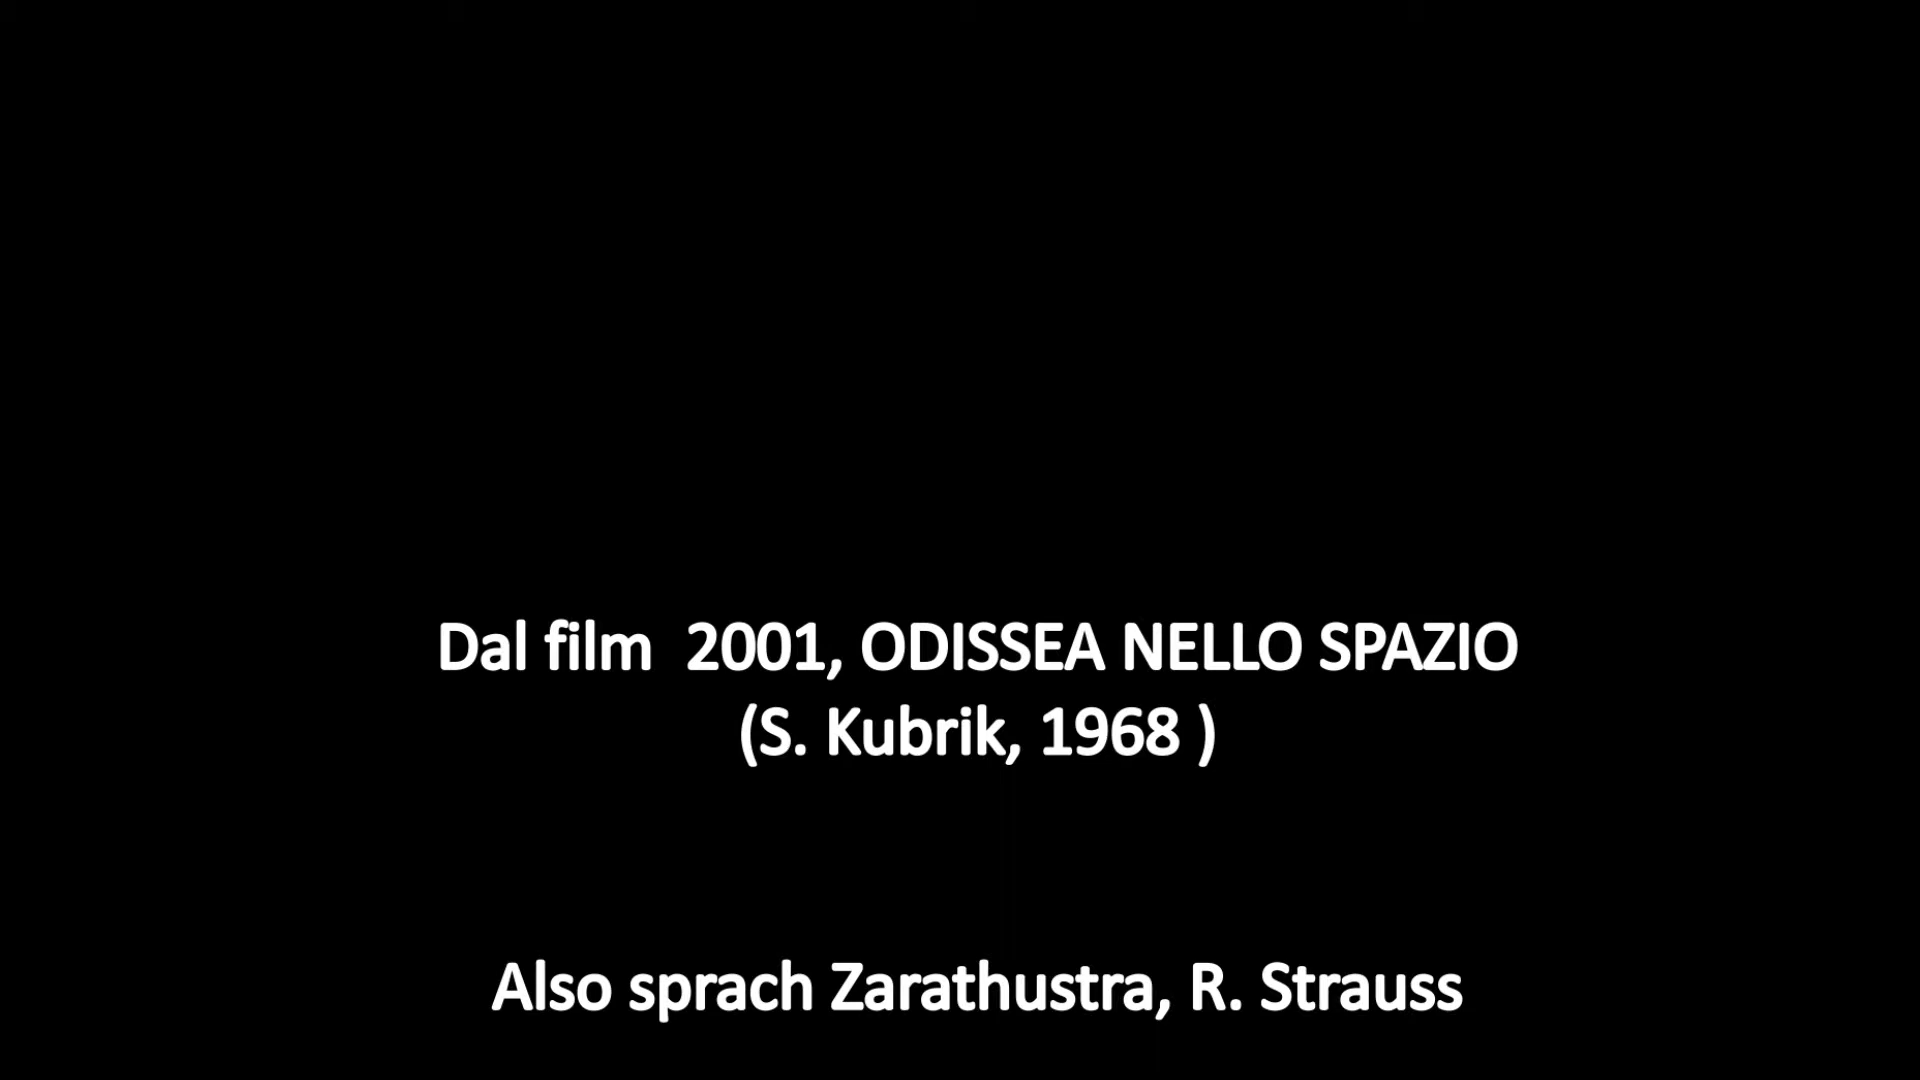 Dal film  2001, ODISSEA NELLO SPAZIO
(S. Kubrik, 1968 )
Also sprach Zarathustra, R. Strauss